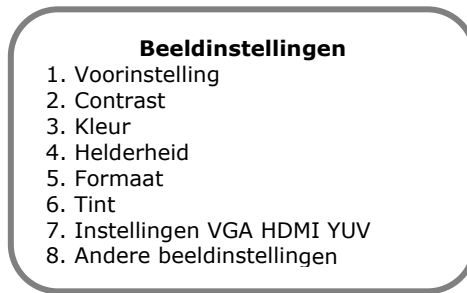 Beeldinstellingen
1. Voorinstelling
2. Contrast
3. Kleur
4. Helderheid
5. Formaat
6. Tint
7. Instellingen VGA HDMI YUV
8. Andere beeldinstellingen